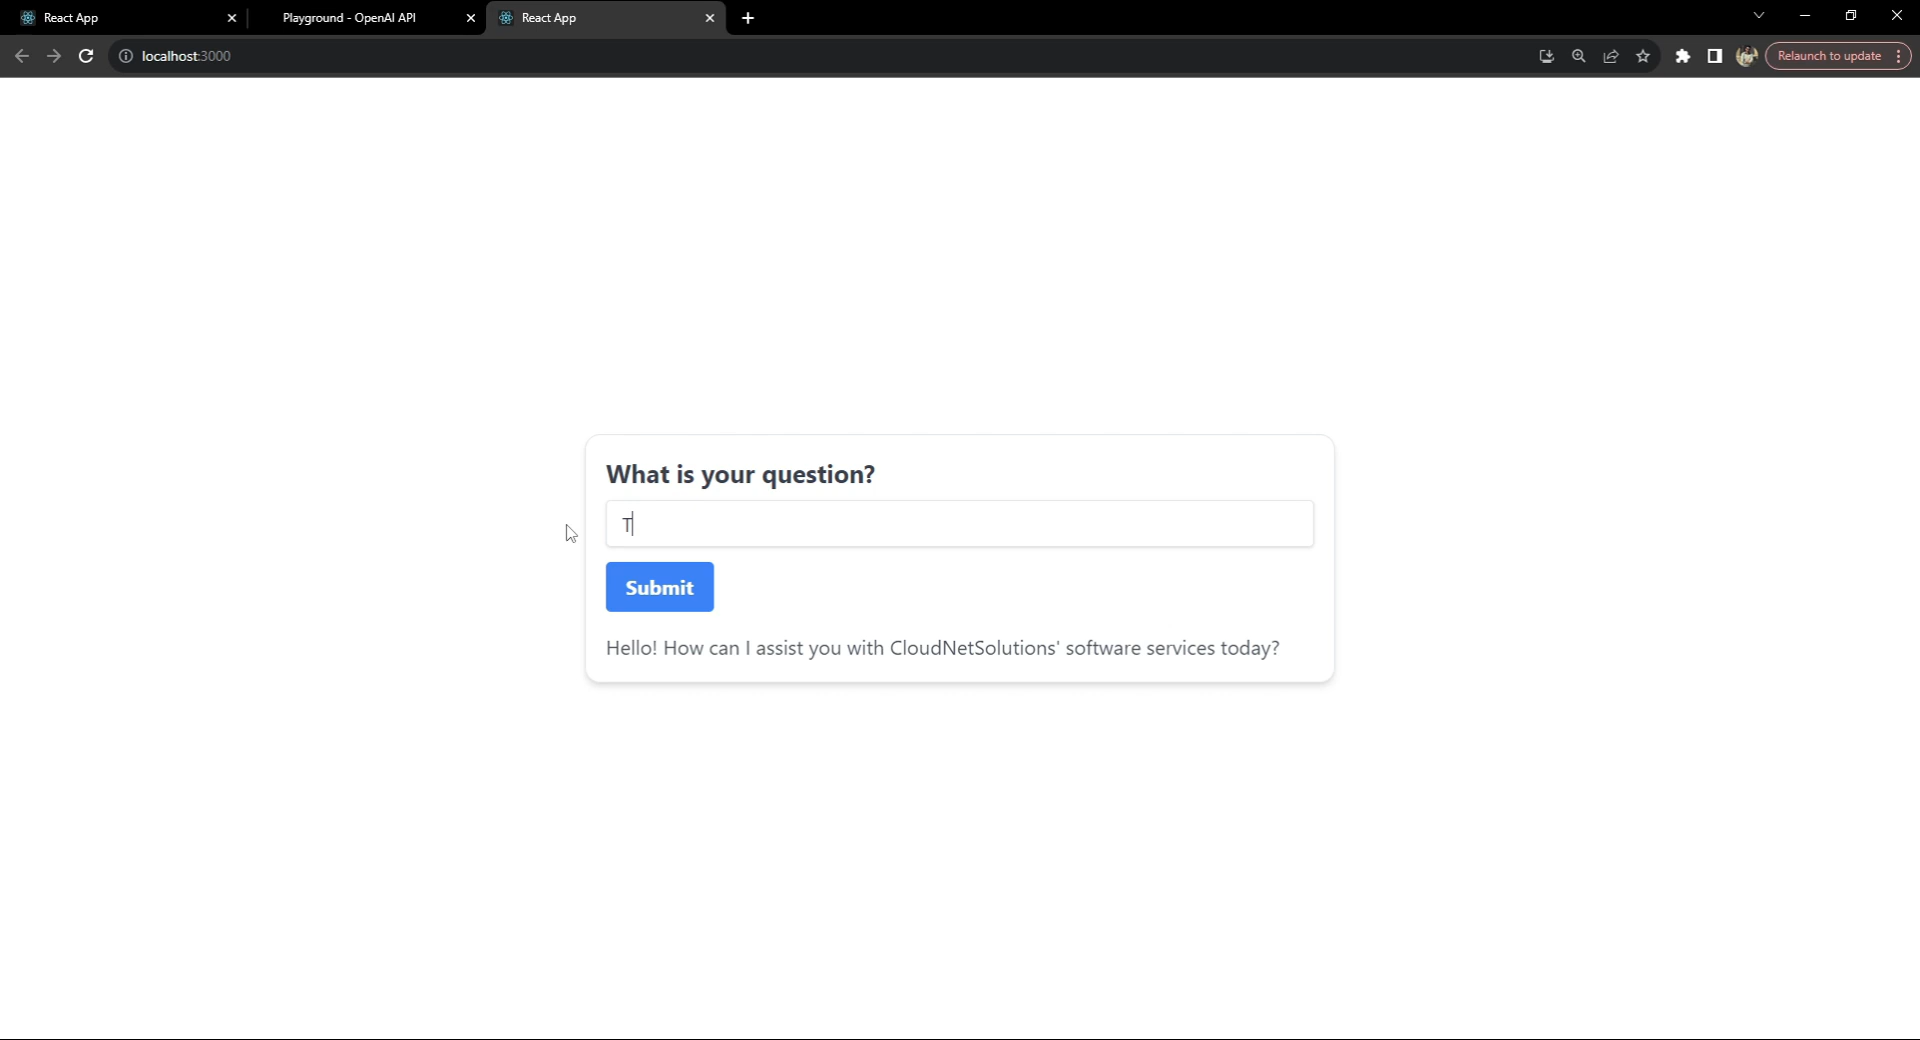 React App
Playground - OpenAI API
React App
localhost:3000
Relaunch to update
What is your question?
T
Submit
Hello! How can I assist you with CloudNetSolutions' software services today?